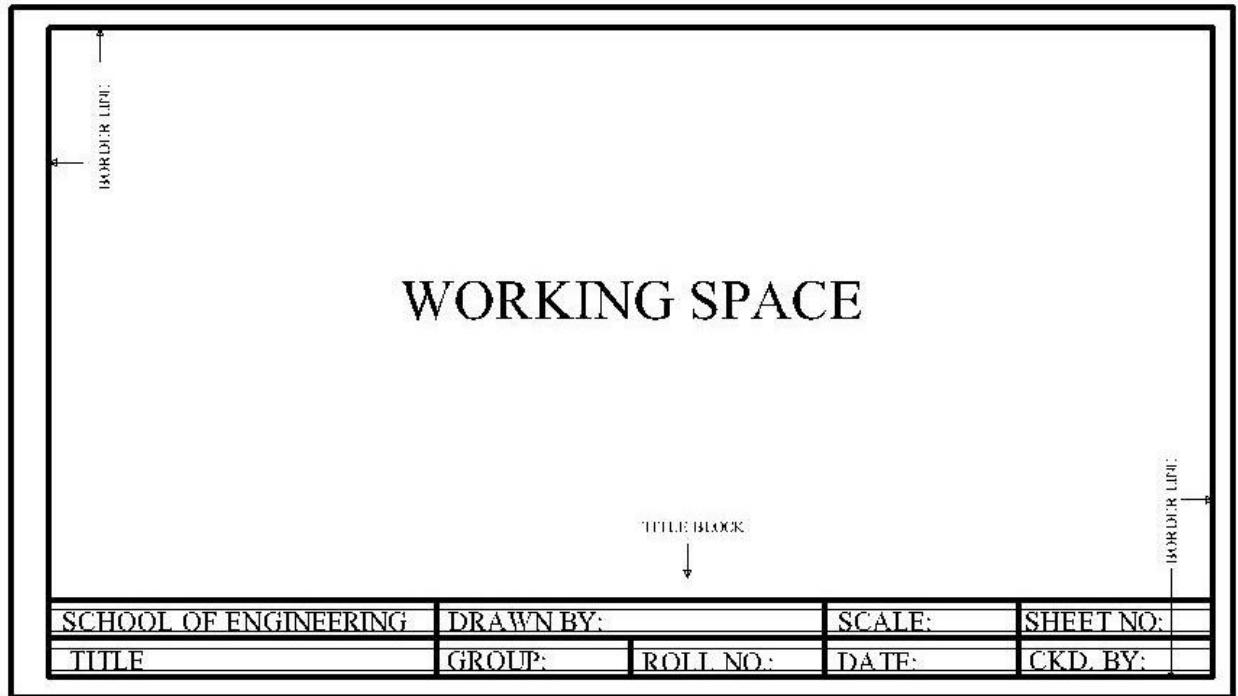 BORDER LINE
WORKING SPACE
BORDER LINE
TITLE BLOCK
SCHOOL OF ENGINEERING DRAWN BY: SCALE: SHEET NO:
TITLE GROUP: ROLL NO.: DATE: CKD. BY: